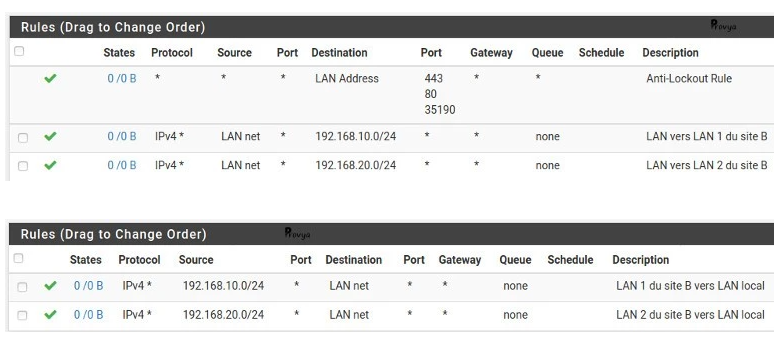 Rules (Drag to Change Order) Provya
States Protocol Source Port Destination Port Gateway Queue Schedule Description
0 /0 B * * * LAN Address 443 * * Anti-Lockout Rule
80
35190
0 /0 B IPv4 * LAN net * 192.168.10.0/24 * * none LAN vers LAN 1 du site B
0 /0 B IPv4 * LAN net * 192.168.20.0/24 * * none LAN vers LAN 2 du site B
Rules (Drag to Change Order) Provya
States Protocol Source Port Destination Port Gateway Queue Schedule Description
0 /0 B IPv4 * 192.168.10.0/24 * LAN net * * none LAN 1 du site B vers LAN local
0 /0 B IPv4 * 192.168.20.0/24 * LAN net * * none LAN 2 du site B vers LAN local